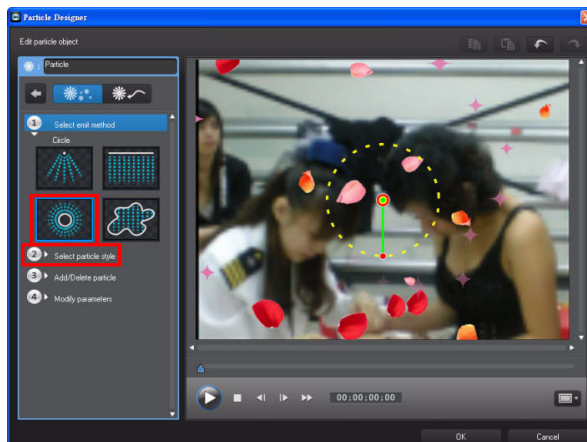 Particle Designer
Edit particle object
Particle
1 Select emit method
Circle
2 Select particle style
3 Add/Delete particle
4 Modify parameters
00;00;00;00
OK Cancel